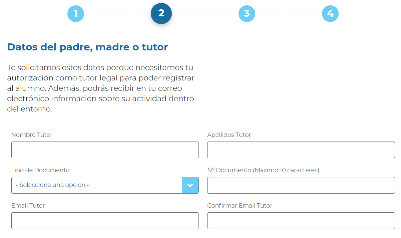 1 2 3 4
Datos del padre, madre o tutor
Te solicitamos estos datos porque necesitamos tu
autorización como tutor legal para poder registrar
al alumno. Además, podrás recibir en tu correo
electrónico información sobre su actividad dentro
del entorno.
Nombre Tutor
Apellidos Tutor
Tipo de Documento
Nº Documento (Máximo 10 caracteres)
- Selecciona una opción -
Email Tutor
Confirmar Email Tutor